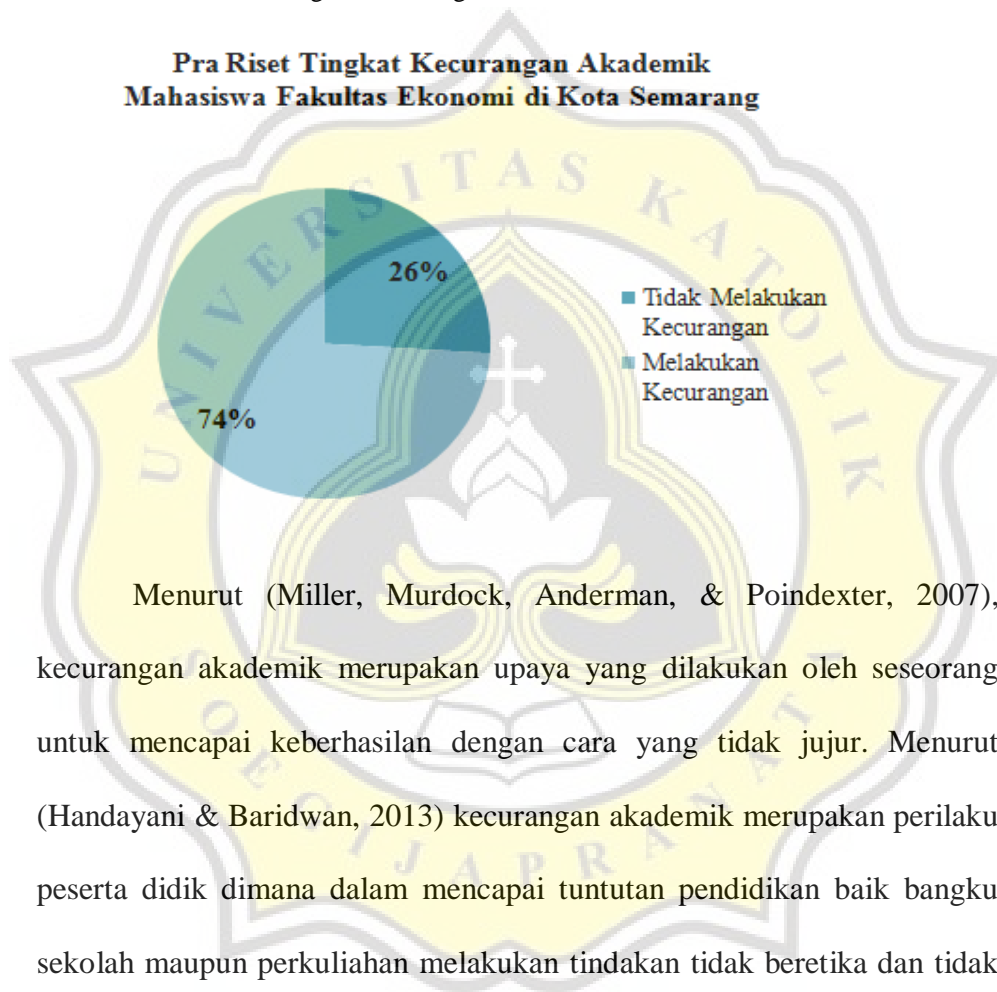 Pra Riset Tingkat Kecurangan Akademik
Mahasiswa Fakultas Ekonomi di Kota Semarang
UNIVERSITAS KATOLIK
26%
74%
Tidak Melakukan
Kecurangan
Melakukan
Kecurangan
Menurut (Miller, Murdock, Anderman, & Poindexter, 2007),
kecurangan akademik merupakan upaya yang dilakukan oleh seseorang
untuk mencapai keberhasilan dengan cara yang tidak jujur. Menurut
(Handayani & Baridwan, 2013) kecurangan akademik merupakan perilaku
peserta didik dimana dalam mencapai tuntutan pendidikan baik bangku
sekolah maupun perkuliahan melakukan tindakan tidak beretika dan tidak
SOEGIJAPRANATA